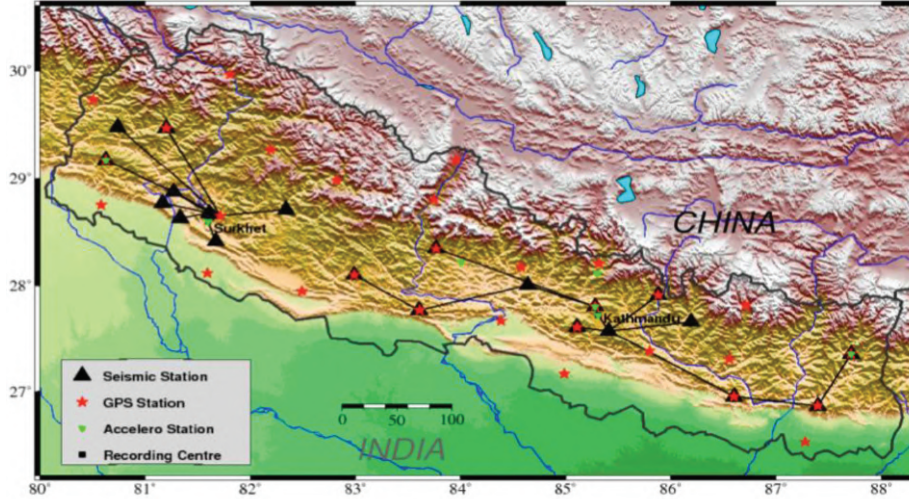 30°
29°
28°
27°
CHINA
Surkhet
Kathmandu
Seismic Station
GPS Station
Accelero Station
Recording Centre
0 50 100
INDIA
80° 81° 82° 83° 84° 85° 86° 87° 88°